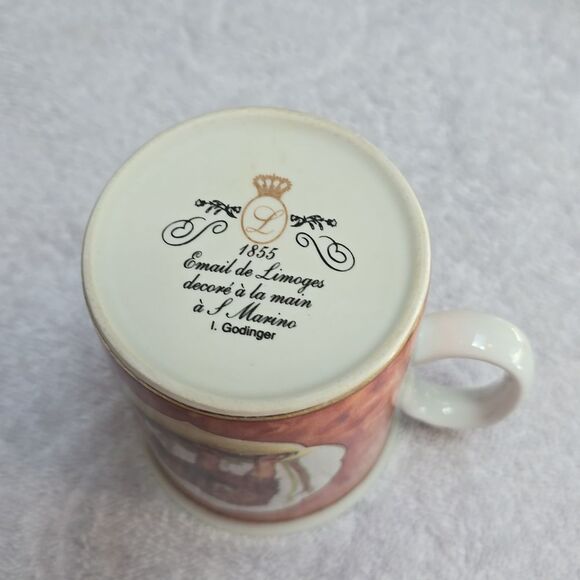 L
1855
Email de Limoges
decoré à la main
à S Marino
I. Godinger